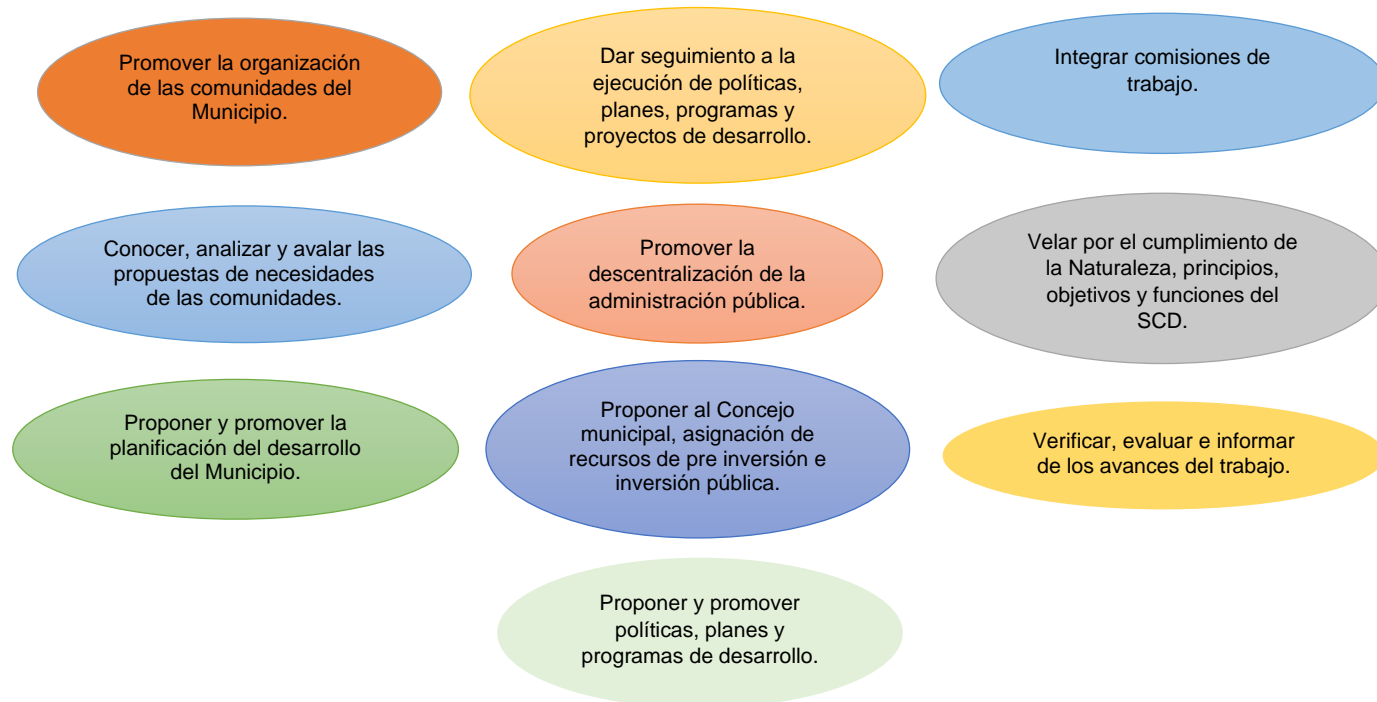 Promover la organización
de las comunidades del
Municipio.
Dar seguimiento a la
ejecución de políticas,
planes, programas y
proyectos de desarrollo.
Integrar comisiones de
trabajo.
Conocer, analizar y avalar las
propuestas de necesidades
de las comunidades.
Promover la
descentralización de la
administración pública.
Velar por el cumplimiento de
la Naturaleza, principios,
objetivos y funciones del
SCD.
Proponer y promover la
planificación del desarrollo
del Municipio.
Proponer al Concejo
municipal, asignación de
recursos de pre inversión e
inversión pública.
Verificar, evaluar e informar
de los avances del trabajo.
Proponer y promover
políticas, planes y
programas de desarrollo.